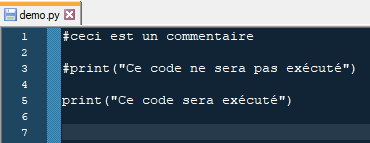 demo.py
1 #ceci est un commentaire
2
3 #print("Ce code ne sera pas exécuté")
4
5 print("Ce code sera exécuté")
6
7